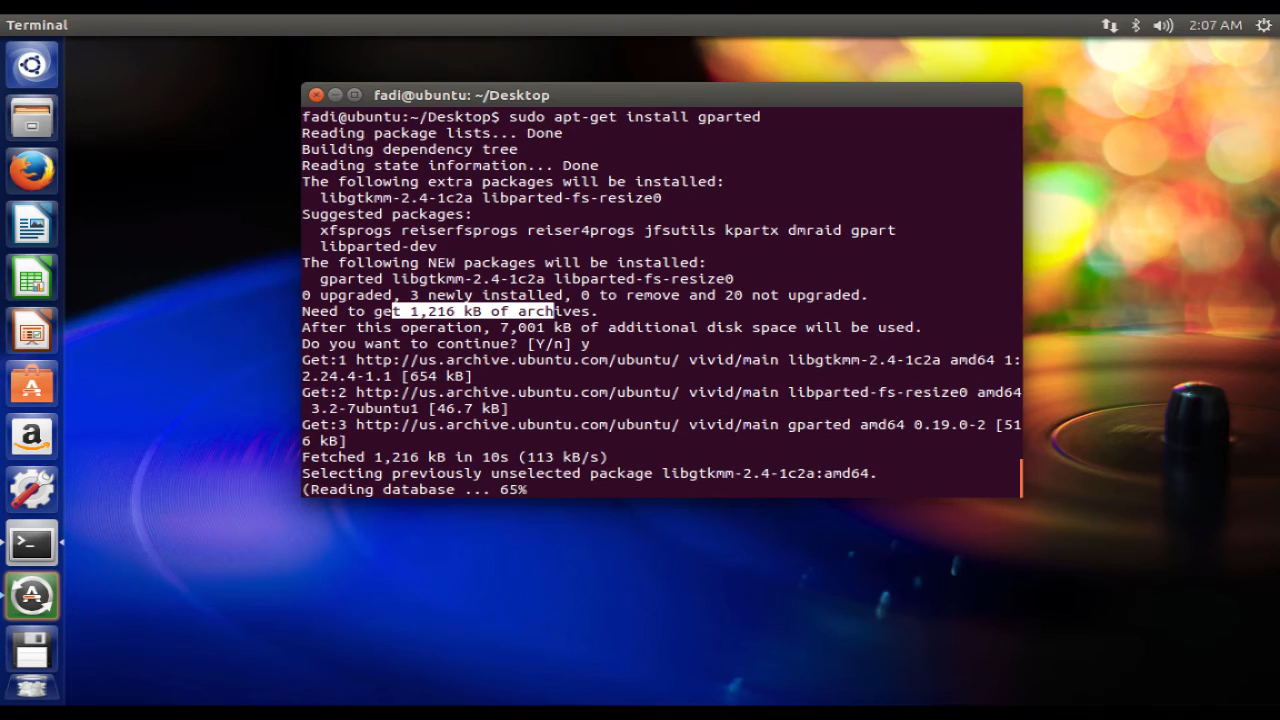 Terminal
2:07 AM
fadi@ubuntu: ~/Desktop
fadi@ubuntu:~/Desktop$ sudo apt-get install gparted
Reading package lists... Done
Building dependency tree
Reading state information... Done
The following extra packages will be installed:
libgtkmm-2.4-1c2a libparted-fs-resize0
Suggested packages:
xfsprogs reiserfsprogs reiser4progs jfsutils kpartx dmraid gpart
libparted-dev
The following NEW packages will be installed:
gparted libgtkmm-2.4-1c2a libparted-fs-resize0
0 upgraded, 3 newly installed, 0 to remove and 20 not upgraded.
Need to get 1,216 kB of archives.
After this operation, 7,001 kB of additional disk space will be used.
Do you want to continue? [Y/n] y
Get:1 http://us.archive.ubuntu.com/ubuntu/ vivid/main libgtkmm-2.4-1c2a amd64 1:
2.24.4-1.1 [654 kB]
Get:2 http://us.archive.ubuntu.com/ubuntu/ vivid/main libparted-fs-resize0 amd64
3.2-7ubuntu1 [46.7 kB]
Get:3 http://us.archive.ubuntu.com/ubuntu/ vivid/main gparted amd64 0.19.0-2 [51
6 kB]
Fetched 1,216 kB in 10s (113 kB/s)
Selecting previously unselected package libgtkmm-2.4-1c2a:amd64.
(Reading database ... 65%